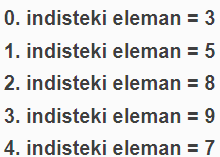 0. indisteki eleman = 3
1. indisteki eleman = 5
2. indisteki eleman = 8
3. indisteki eleman = 9
4. indisteki eleman = 7